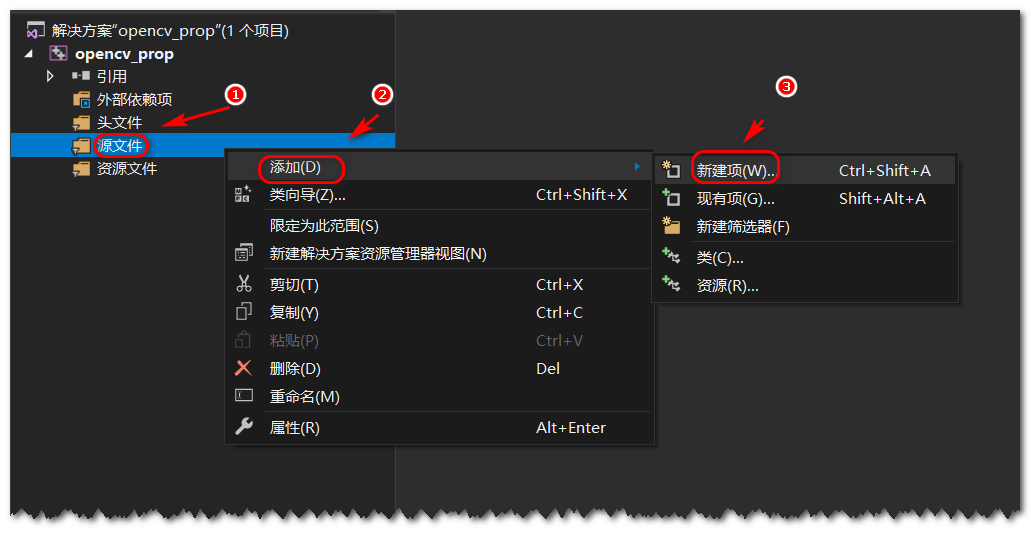 解决方案“opencv_prop”(1 个项目)
opencv_prop
引用
外部依赖项
头文件
源文件
资源文件
1
2
3
添加(D)
类向导(Z)... Ctrl+Shift+X
限定为此范围(S)
新建解决方案资源管理器视图(N)
剪切(T) Ctrl+X
复制(Y) Ctrl+C
粘贴(P) Ctrl+V
删除(D) Del
重命名(M)
属性(R) Alt+Enter
新建项(W)... Ctrl+Shift+A
现有项(G)... Shift+Alt+A
新建筛选器(F)
类(C)...
资源(R)...